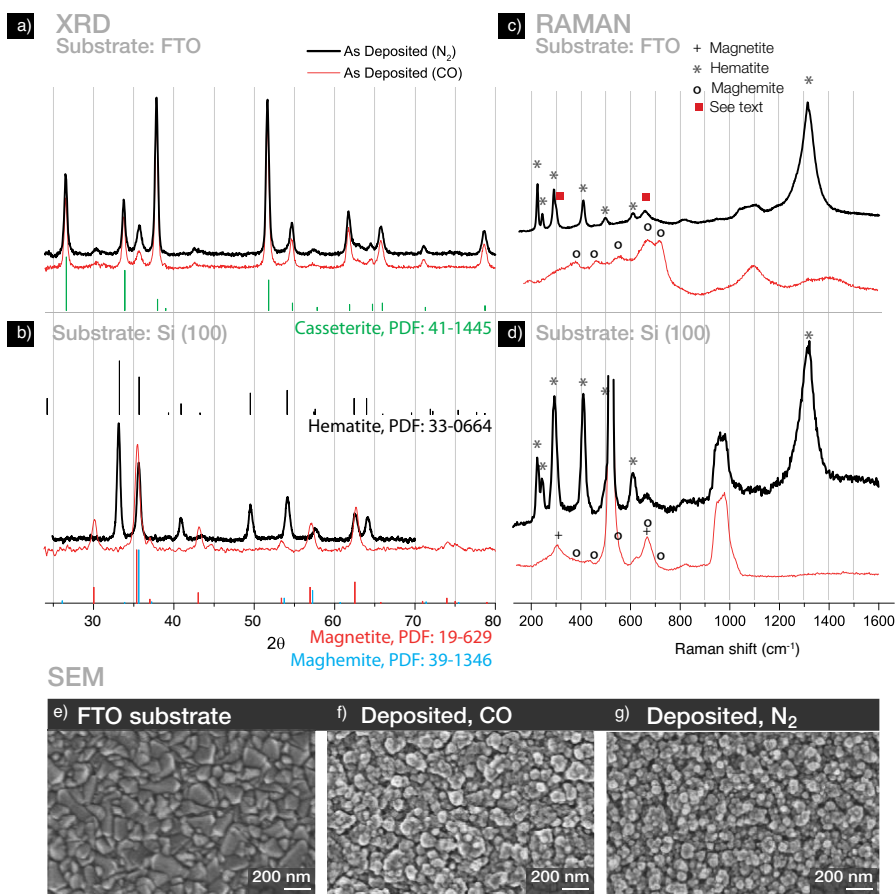 a)
XRD
Substrate: FTO
As Deposited (N2)
As Deposited (CO)
Casseterite, PDF: 41-1445
b)
Substrate: Si (100)
Hematite, PDF: 33-0664
30
40
50
60
70
80
2θ
Magnetite, PDF: 19-629
Maghemite, PDF: 39-1346
c)
RAMAN
Substrate: FTO
+ Magnetite
* Hematite
o Maghemite
■ See text
* * * * * * *
o o o o o o
d)
Substrate: Si (100)
* * * * * * *
+ o o o o + o
200 400 600 800 1000 1200 1400 1600
Raman shift (cm-1)
SEM
e) FTO substrate
200 nm
f) Deposited, CO
200 nm
g) Deposited, N2
200 nm